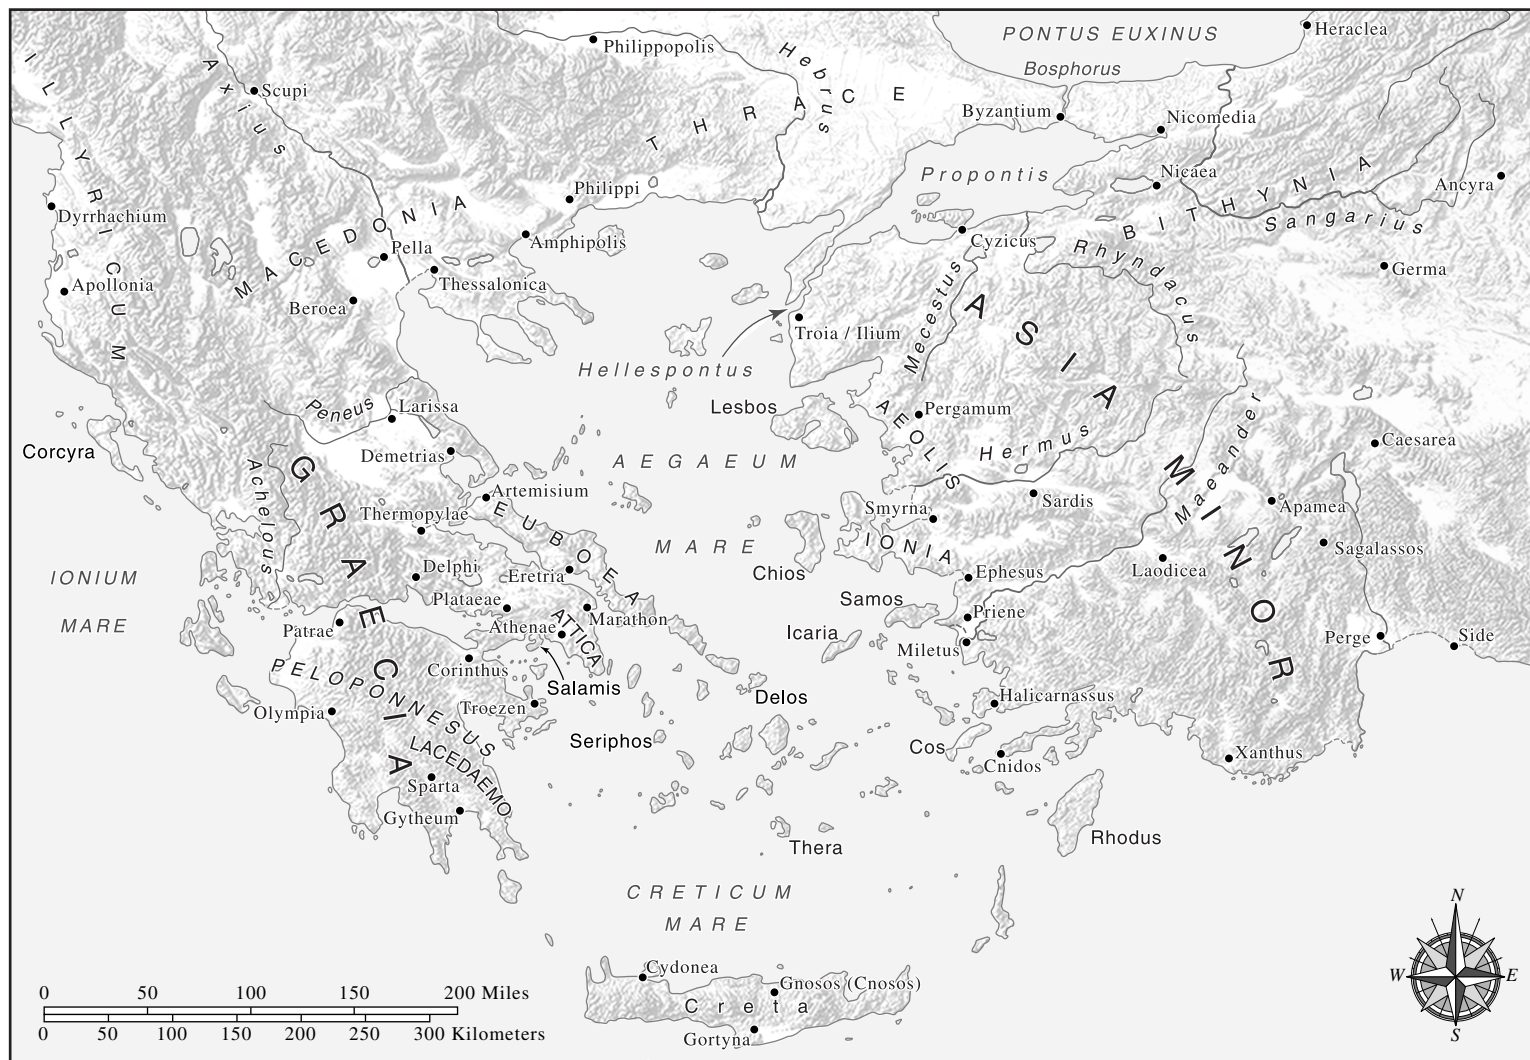 PONTUS EUXINUS
Bosphorus
Heraclea
Philippopolis
Hebrus
ILLYRICUM
Axius
Scupi
THRACE
Byzantium
Nicomedia
Propontis
Nicaea
BITHYNIA
Ancyra
Sangarius
Dyrrhachium
Philippi
MACEDONIA
Amphipolis
Pella
Cyzicus
Rhyndacus
Germa
Apollonia
Thessalonica
Beroea
Mecestus
ASIA
MINOR
Troia / Ilium
Hellespontus
Peneus
Larissa
Lesbos
AEOLIS
Pergamum
Hermus
Maeander
Caesarea
Corcyra
Demetrias
AEGAEUM
MARE
Achelous
GRAECIA
Artemisium
Thermopylae
EUBOEA
Smyrna
Sardis
Apamea
IONIA
Sagalassos
Chios
Ephesus
Laodicea
IONIUM
MARE
Delphi
Eretria
Plataeae
Marathon
Athenae
ATTICA
Samos
Priene
Icaria
Miletus
Perge
Side
Patrae
PELOPONNESUS
Corinthus
Salamis
Delos
Halicarnassus
Olympia
Troezen
Seriphos
Cos
Cnidos
Xanthus
LACEDAEMO
Sparta
Gytheum
Thera
Rhodus
CRETICUM
MARE
Cydonea
Gnosos (Cnosos)
Creta
Gortyna
0 50 100 150 200 Miles
0 50 100 150 200 250 300 Kilometers
N
W E
S